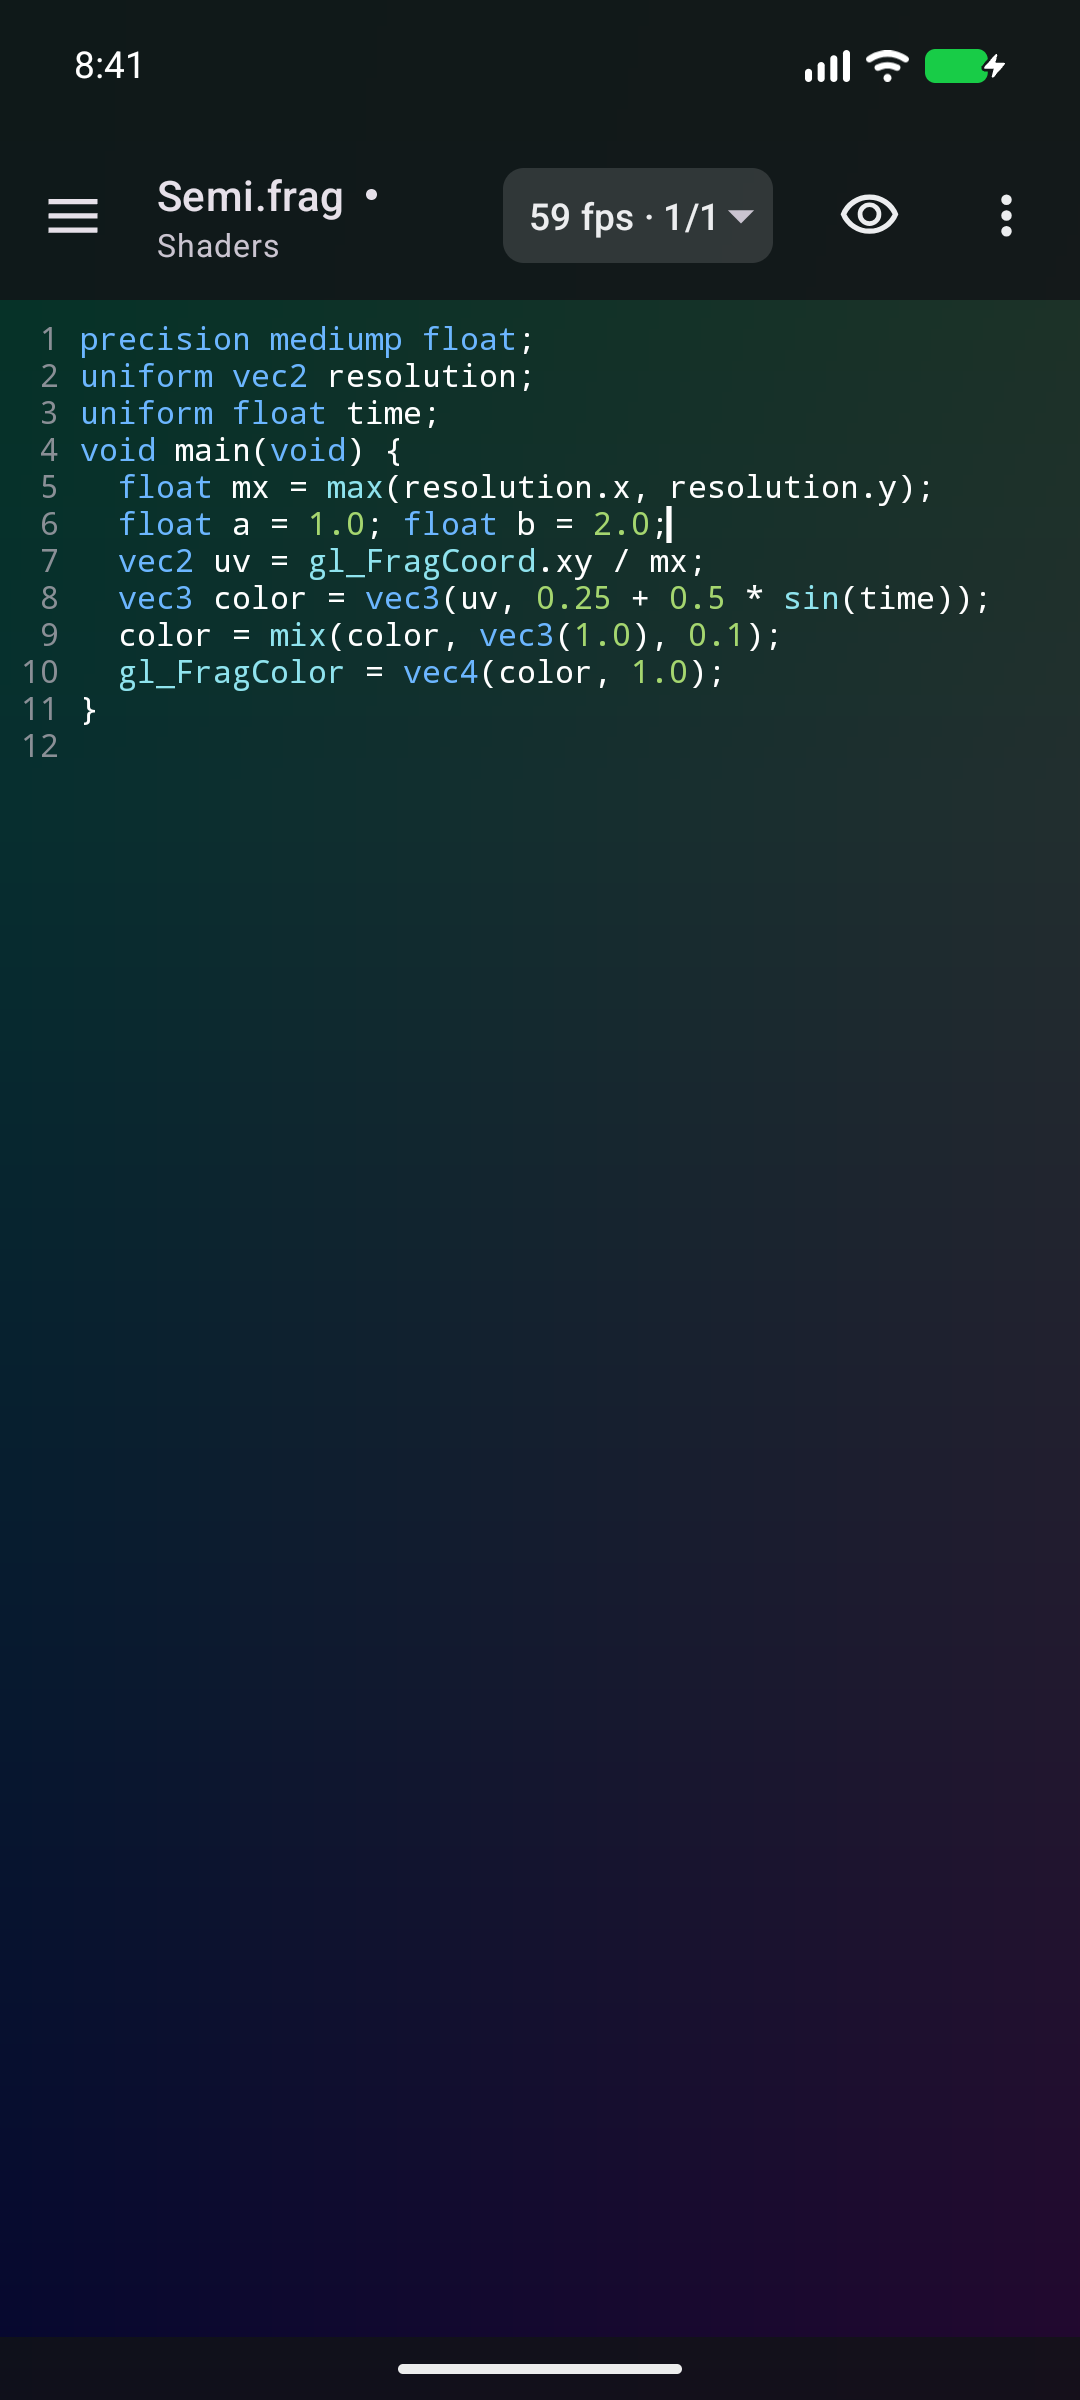 8:41
Semi.frag •
Shaders
59 fps · 1/1
1 precision mediump float;
2 uniform vec2 resolution;
3 uniform float time;
4 void main(void) {
5   float mx = max(resolution.x, resolution.y);
6   float a = 1.0; float b = 2.0;
7   vec2 uv = gl_FragCoord.xy / mx;
8   vec3 color = vec3(uv, 0.25 + 0.5 * sin(time));
9   color = mix(color, vec3(1.0), 0.1);
10   gl_FragColor = vec4(color, 1.0);
11 }
12